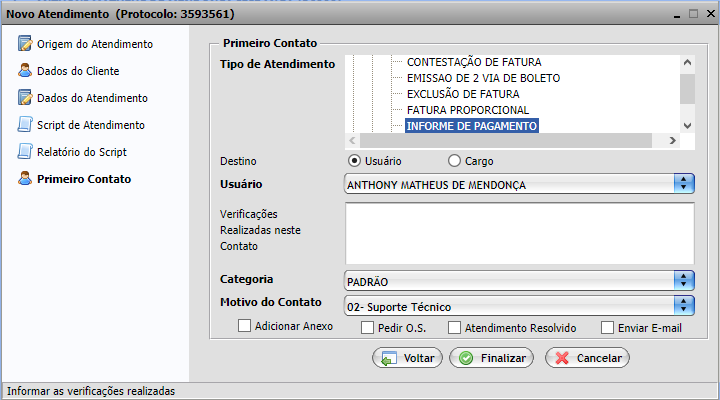 Novo Atendimento (Protocolo: 3593561)
Origem do Atendimento
Dados do Cliente
Dados do Atendimento
Script de Atendimento
Relatório do Script
Primeiro Contato
Primeiro Contato
Tipo de Atendimento
CONTESTAÇÃO DE FATURA
EMISSAO DE 2 VIA DE BOLETO
EXCLUSÃO DE FATURA
FATURA PROPORCIONAL
INFORME DE PAGAMENTO
Destino
Usuário
Cargo
Usuário
ANTHONY MATHEUS DE MENDONÇA
Verificações
Realizadas neste
Contato
Categoria
PADRÃO
Motivo do Contato
02- Suporte Técnico
Adicionar Anexo
Pedir O.S.
Atendimento Resolvido
Enviar E-mail
Voltar
Finalizar
Cancelar
Informar as verificações realizadas